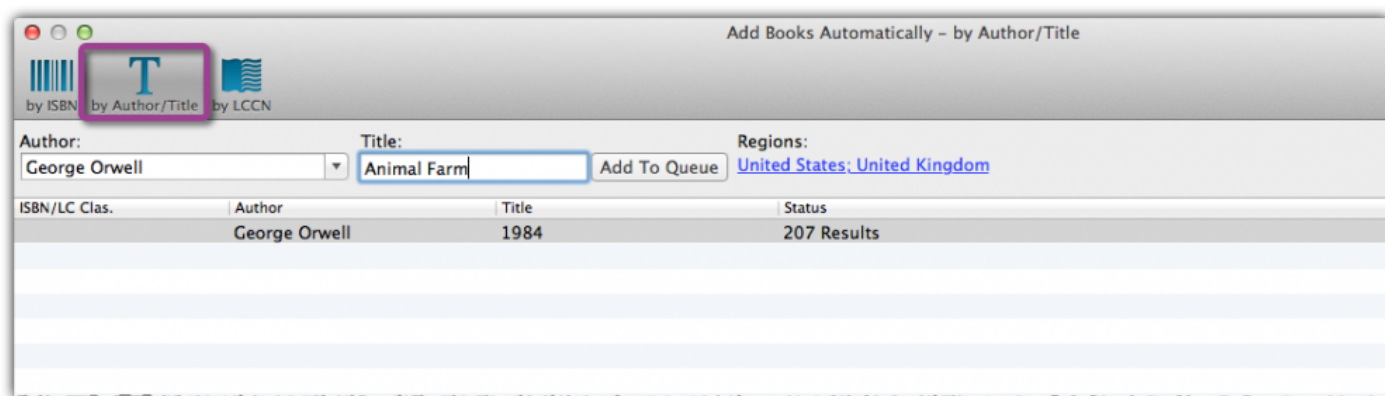 Add Books Automatically – by Author/Title
T
by ISBN by Author/Title by LCCN
Author: Title: Regions:
George Orwell Animal Farm Add To Queue United States; United Kingdom
ISBN/LC Clas. Author Title Status
George Orwell 1984 207 Results